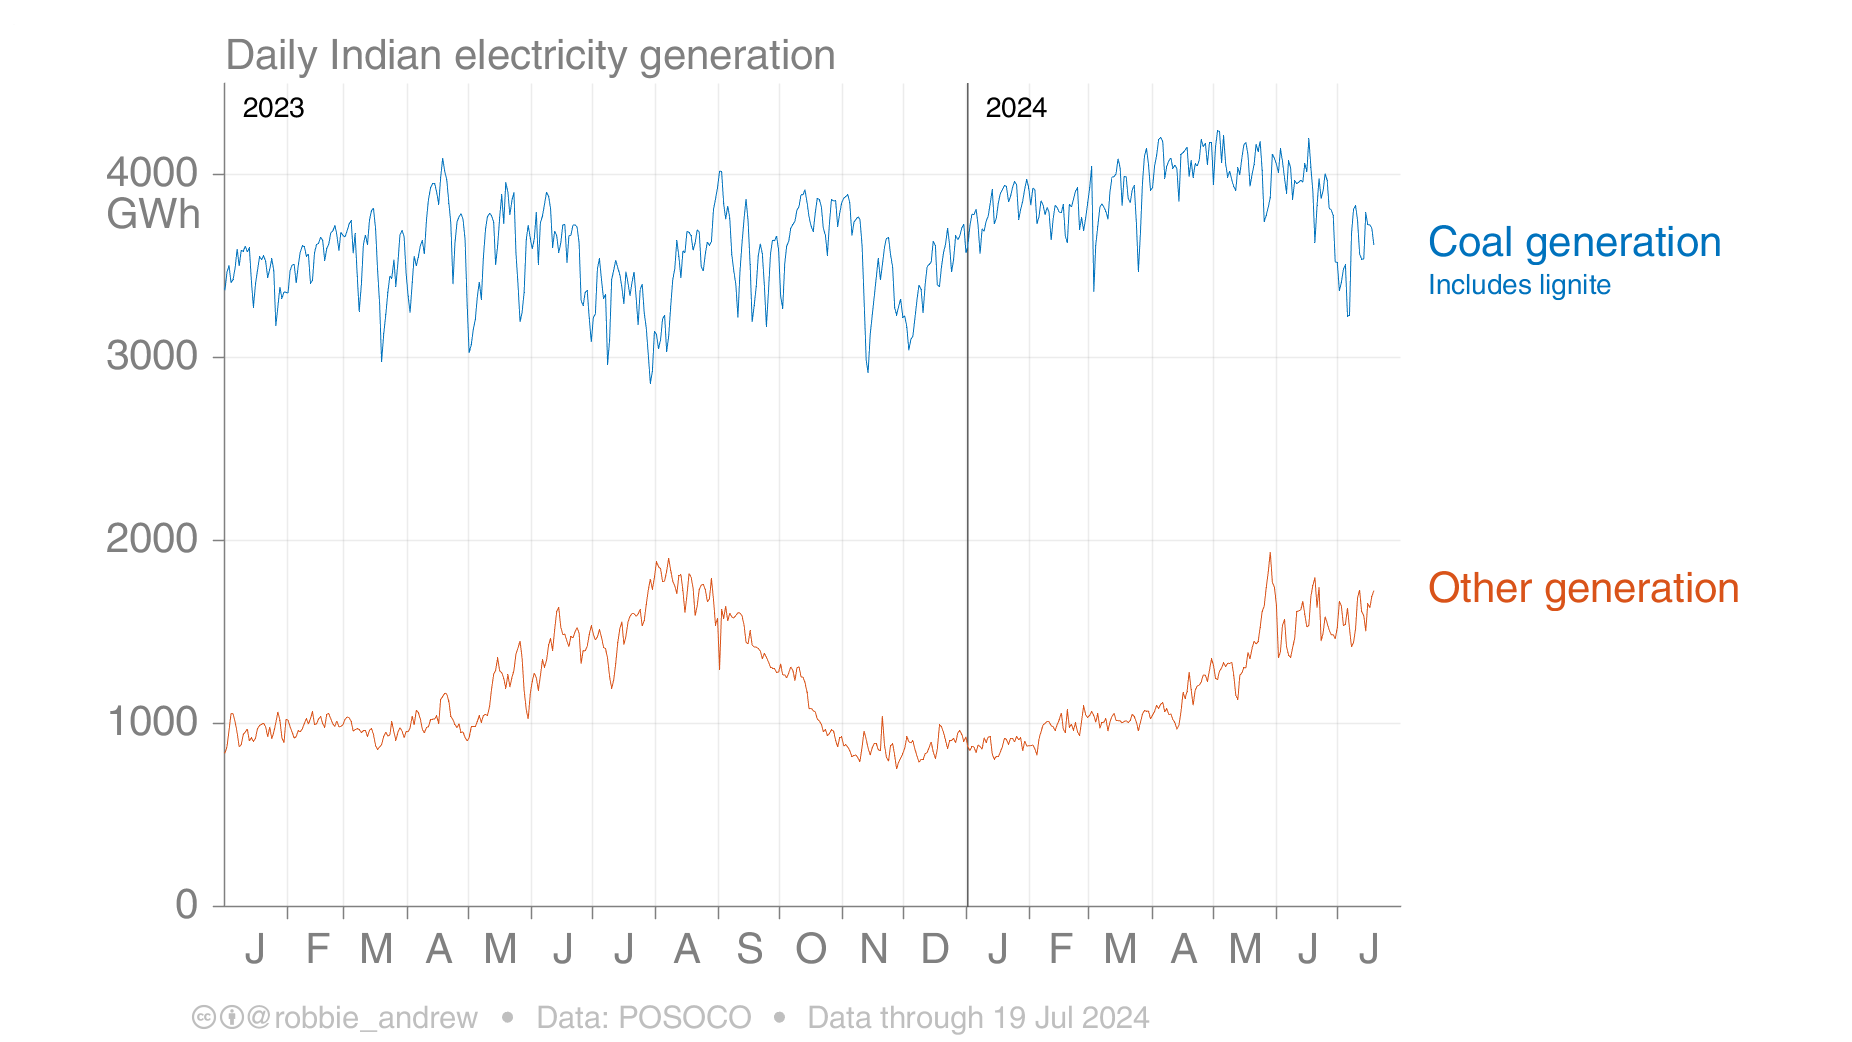 Daily Indian electricity generation
2023
2024
4000
GWh
3000
2000
1000
0
Coal generation
Includes lignite
Other generation
J F M A M J J A S O N D J F M A M J J
@robbie_andrew • Data: POSOCO • Data through 19 Jul 2024